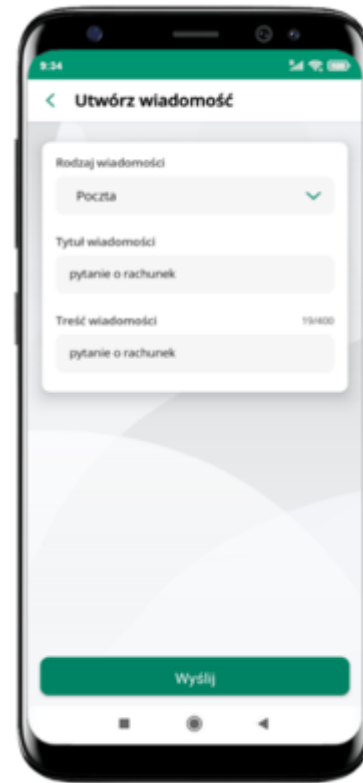 9:34
Utwórz wiadomość
Rodzaj wiadomości
Poczta
Tytuł wiadomości
pytanie o rachunek
Treść wiadomości 19/400
pytanie o rachunek
Wyślij